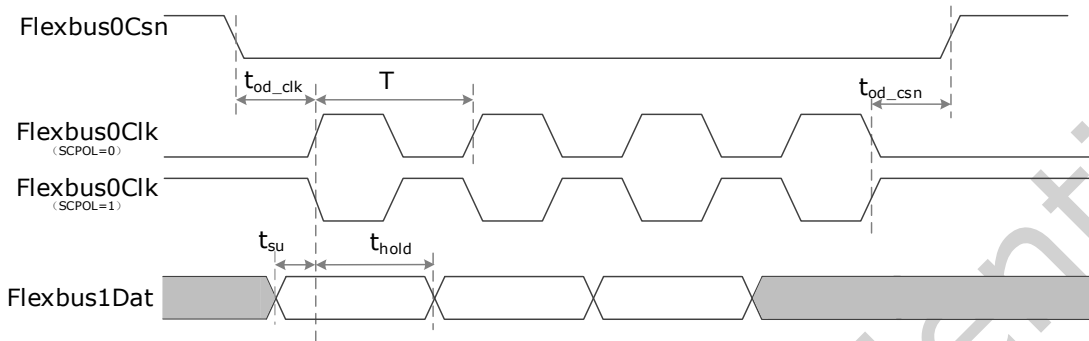 Flexbus0Csn
t_od_clk
T
t_od_csn
Flexbus0Clk
（SCPOL=0）
Flexbus0Clk
（SCPOL=1）
t_su
t_hold
Flexbus1Dat